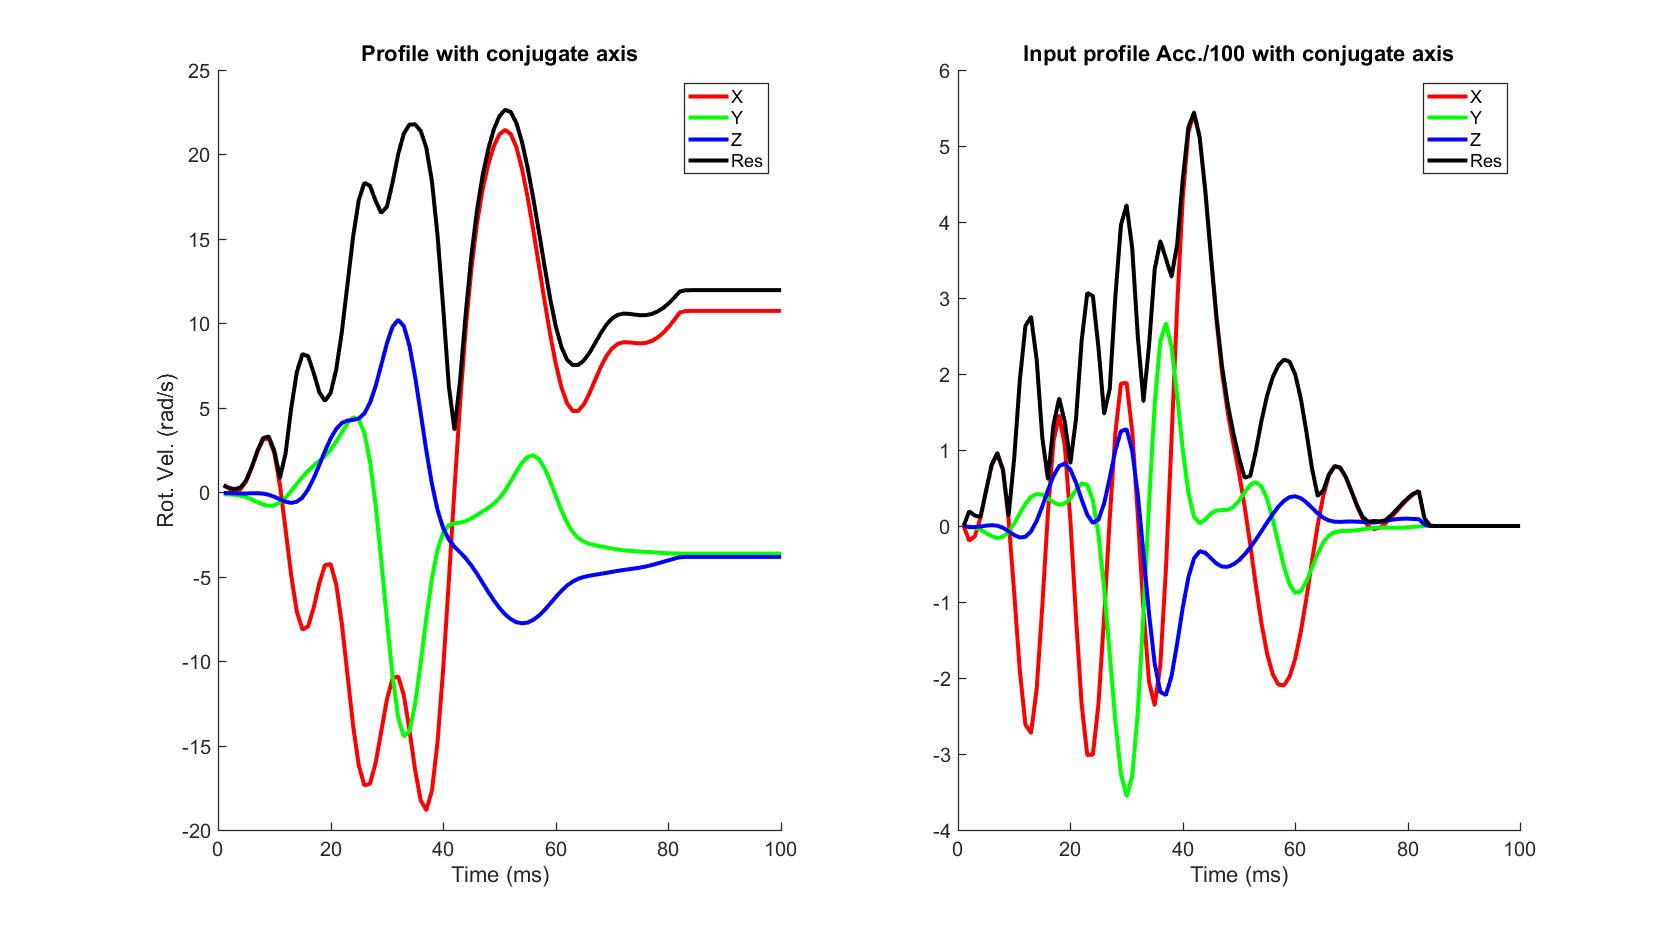 Profile with conjugate axis
25
20
15
10
5
0
-5
-10
-15
-20
Rot. Vel. (rad/s)
0 20 40 60 80 100
Time (ms)
X
Y
Z
Res
Input profile Acc./100 with conjugate axis
6
5
4
3
2
1
0
-1
-2
-3
-4
0 20 40 60 80 100
Time (ms)
X
Y
Z
Res